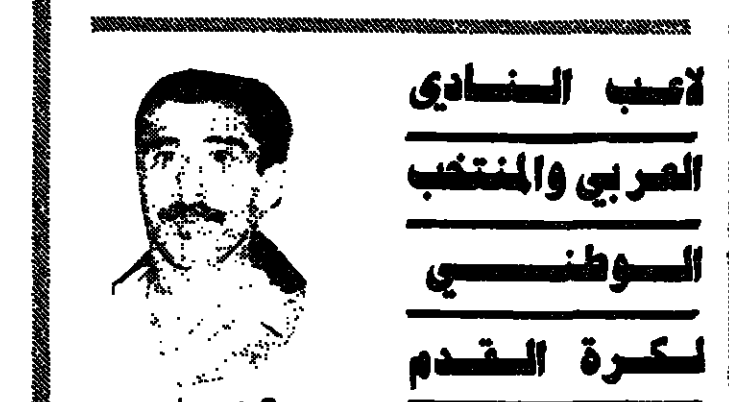 لاعب النادي
العربي والمنتخب
الوطني
لكرة القدم